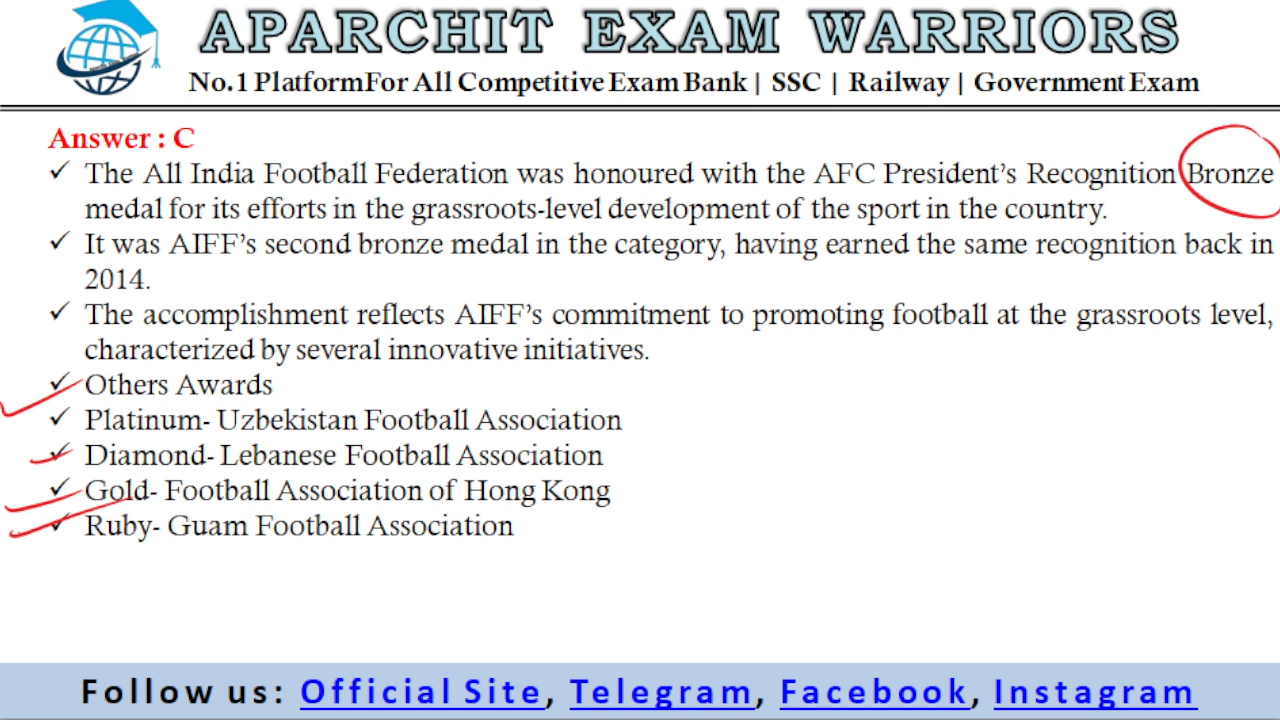 APARCHIT EXAM WARRIORS
No.1 PlatformFor All Competitive Exam Bank | SSC | Railway | Government Exam
Answer : C
✓ The All India Football Federation was honoured with the AFC President's Recognition Bronze
medal for its efforts in the grassroots-level development of the sport in the country.
✓ It was AIFF's second bronze medal in the category, having earned the same recognition back in
2014.
✓ The accomplishment reflects AIFF's commitment to promoting football at the grassroots level,
characterized by several innovative initiatives.
✓ Others Awards
✓ Platinum- Uzbekistan Football Association
✓ Diamond- Lebanese Football Association
✓ Gold- Football Association of Hong Kong
✓ Ruby- Guam Football Association
Follow us: Official Site, Telegram, Facebook, Instagram